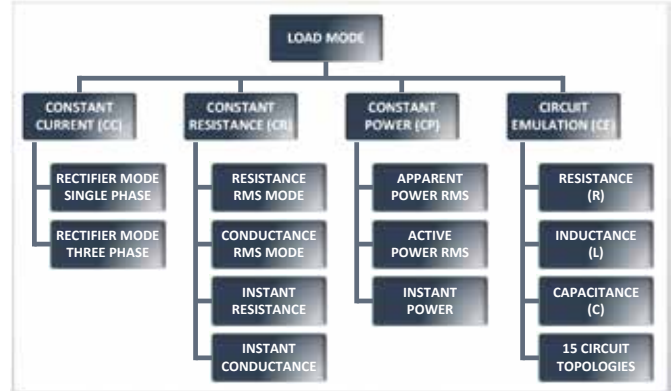 LOAD MODE
CONSTANT
CURRENT (CC)
RECTIFIER MODE
SINGLE PHASE
RECTIFIER MODE
THREE PHASE
CONSTANT
RESISTANCE (CR)
RESISTANCE
RMS MODE
CONDUCTANCE
RMS MODE
INSTANT
RESISTANCE
INSTANT
CONDUCTANCE
CONSTANT
POWER (CP)
APPARENT
POWER RMS
ACTIVE
POWER RMS
INSTANT
POWER
CIRCUIT
EMULATION (CE)
RESISTANCE
(R)
INDUCTANCE
(L)
CAPACITANCE
(C)
15 CIRCUIT
TOPOLOGIES